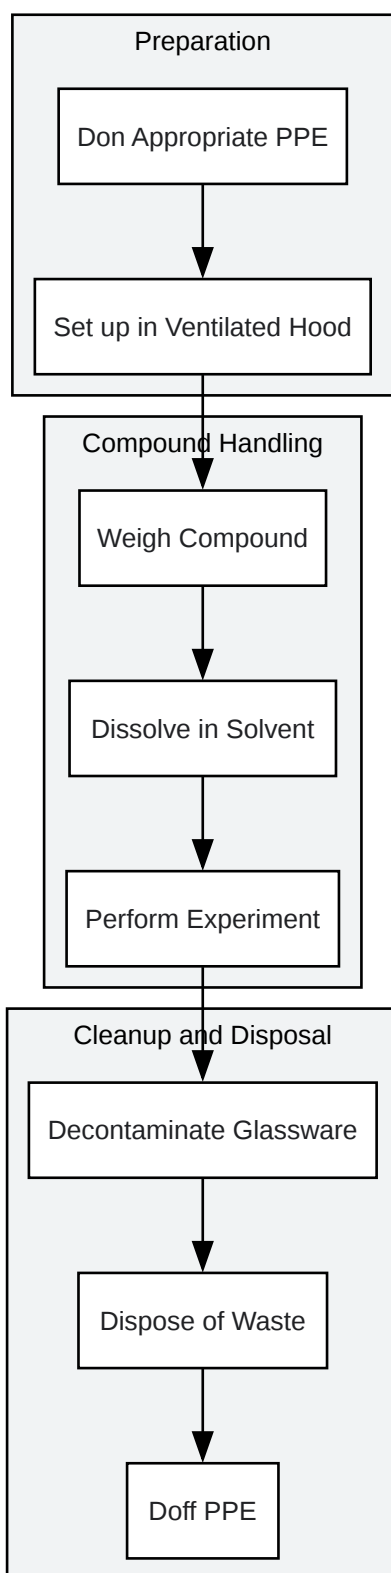 Preparation
Don Appropriate PPE
Set up in Ventilated Hood
Compound Handling
Weigh Compound
Dissolve in Solvent
Perform Experiment
Cleanup and Disposal
Decontaminate Glassware
Dispose of Waste
Doff PPE